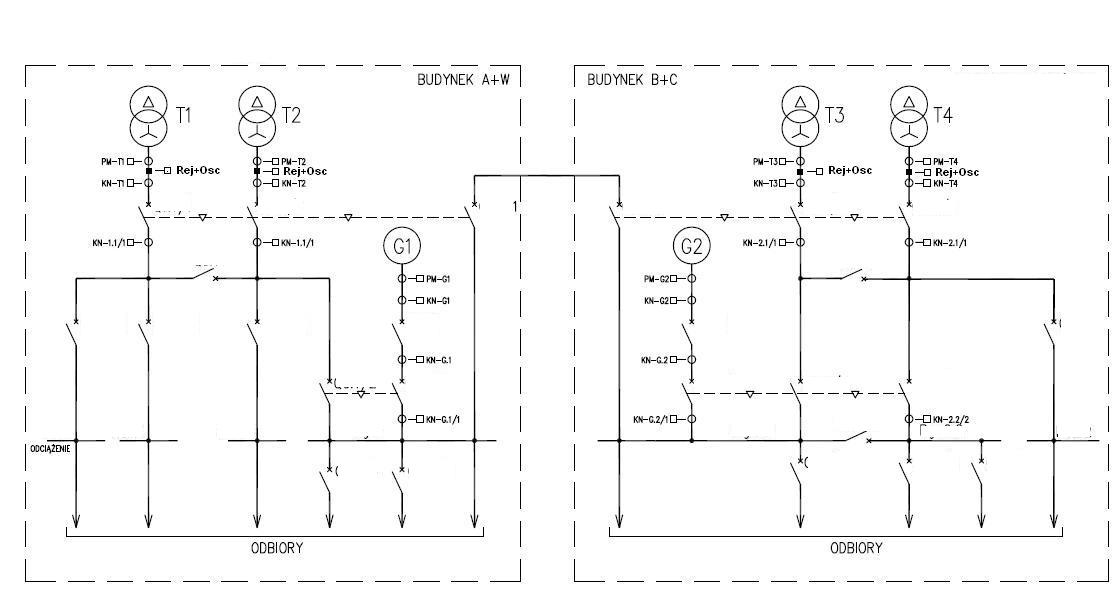 BUDYNEK A+W
BUDYNEK B+C
T1
T2
T3
T4
PM-T1
Rej+Osc
KN-T1
PM-T2
Rej+Osc
KN-T2
PM-T3
Rej+Osc
KN-T3
PM-T4
Rej+Osc
KN-T4
1
KN-1.1/1
KN-1.1/1
G1
G2
KN-2.1/1
KN-2.1/1
PM-G1
KN-G1
PM-G2
KN-G2
KN-G.1
KN-G.2
KN-G.1/1
KN-G.2/1
KN-2.2/2
ODCIĄŻENIE
ODBIORY
ODBIORY